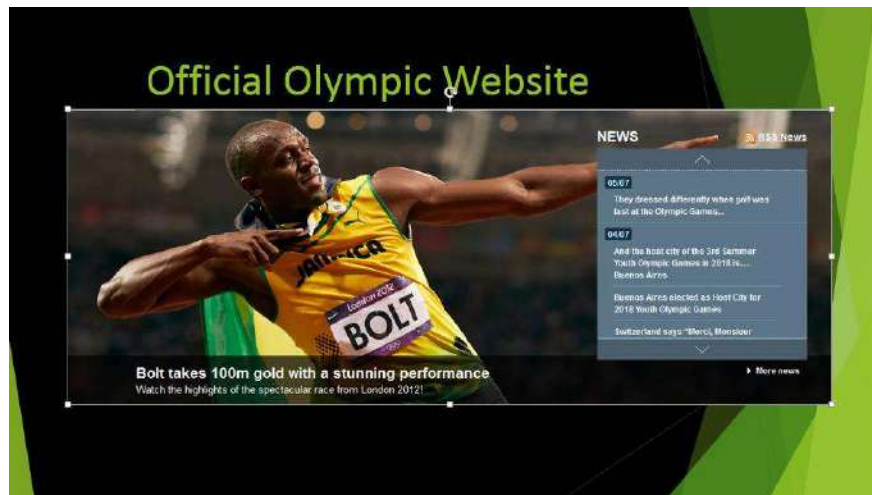 Official Olympic Website
NEWS
RSS News
05/07
They dressed differently when golf was
last at the Olympic Games...
04/07
And the host city of the 3rd Summer
Youth Olympic Games in 2018 is....
Buenos Aires
Buenos Aires elected as Host City for
2018 Youth Olympic Games
Switzerland says "Merci, Monsieur
More news
JAMAICA
London 2012
BOLT
Bolt takes 100m gold with a stunning performance
Watch the highlights of the spectacular race from London 2012!